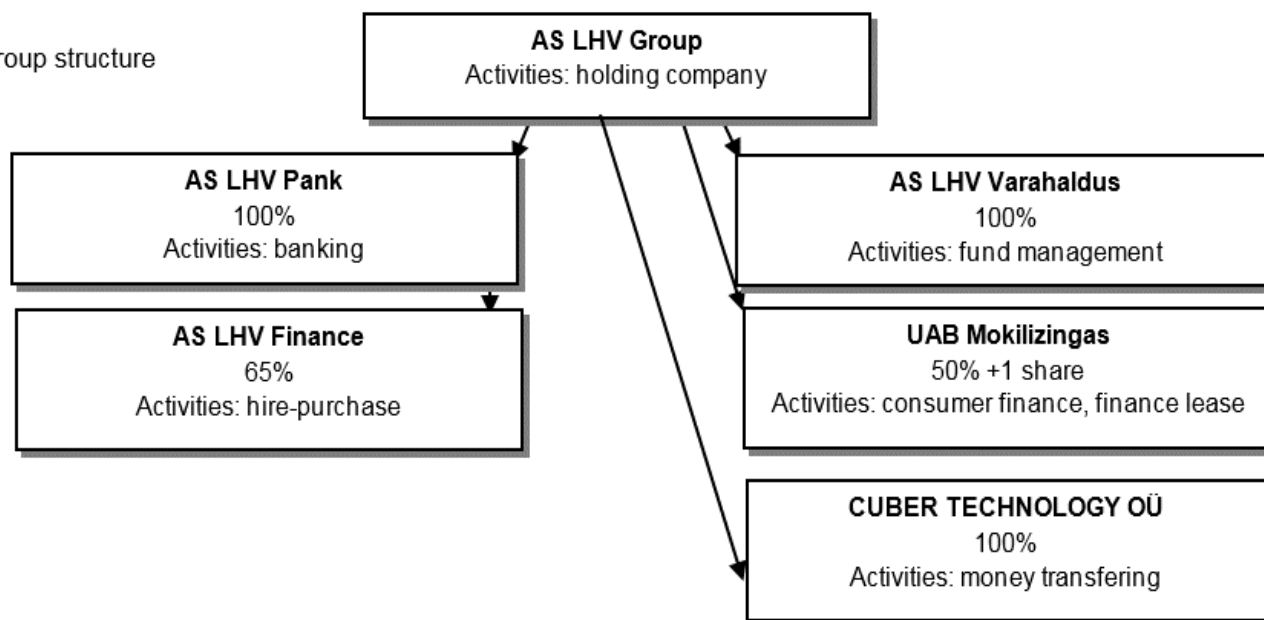 roup structure
AS LHV Group
Activities: holding company
AS LHV Pank
100%
Activities: banking
AS LHV Varahaldus
100%
Activities: fund management
AS LHV Finance
65%
Activities: hire-purchase
UAB Mokilizingas
50% +1 share
Activities: consumer finance, finance lease
CUBER TECHNOLOGY OÜ
100%
Activities: money transfering